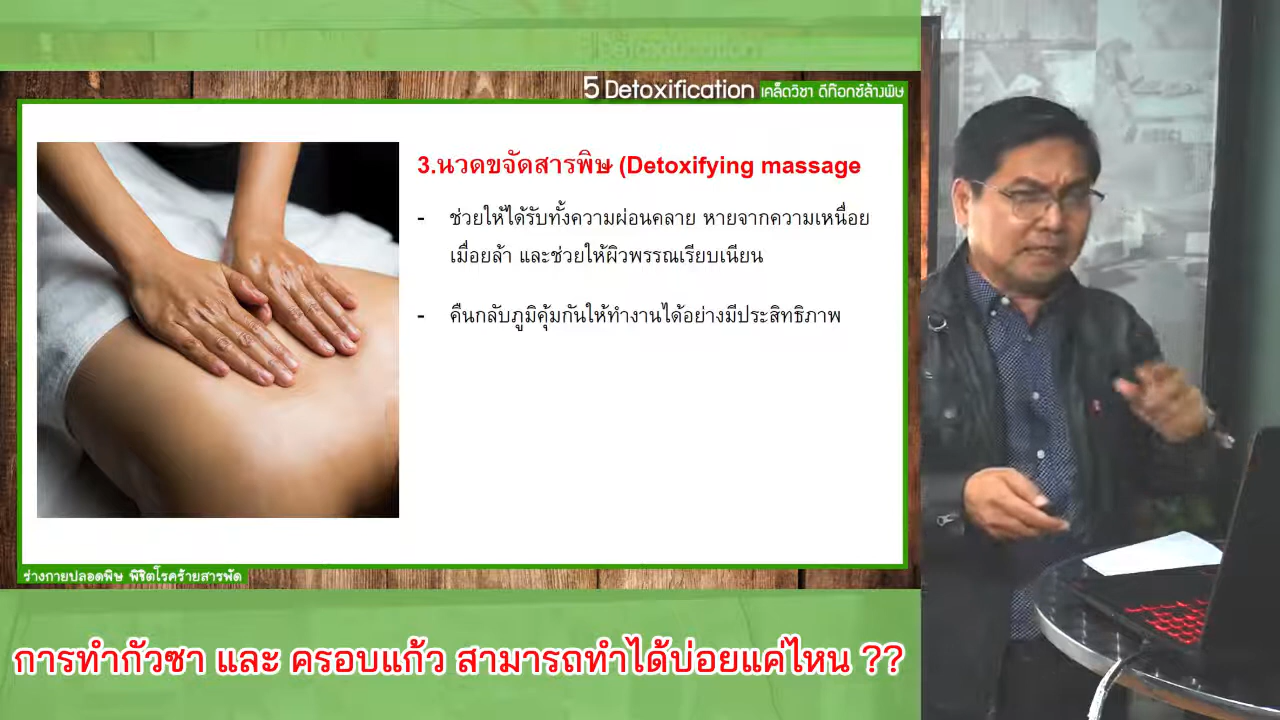 5 Detoxification เคล็ดวิชา ดีท็อกซ์ล้างพิษ
3.นวดขจัดสารพิษ (Detoxifying massage
- ช่วยให้ได้รับทั้งความผ่อนคลาย หายจากความเหนื่อย
เมื่อยล้า และช่วยให้ผิวพรรณเรียบเนียน
- คืนกลับภูมิคุ้มกันให้ทำงานได้อย่างมีประสิทธิภาพ
ร่างกายปลอดพิษ พิชิตโรคร้ายสารพัด
การทำกัวซา และ ครอบแก้ว สามารถทำได้บ่อยแค่ไหน ??